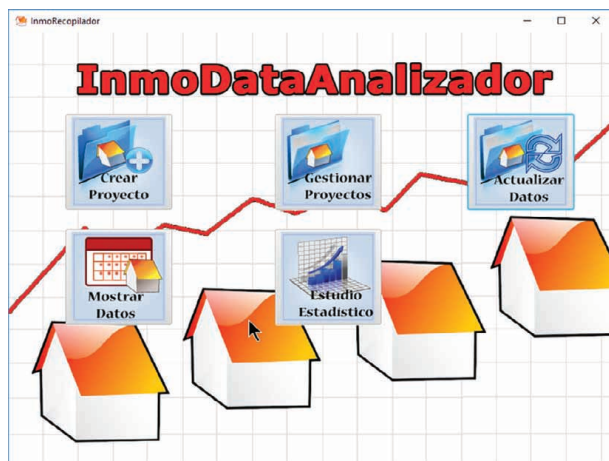 InmoRecopilador
InmoDataAnalizador
Crear
Proyecto
Gestionar
Proyectos
Actualizar
Datos
Mostrar
Datos
Estudio
Estadístico